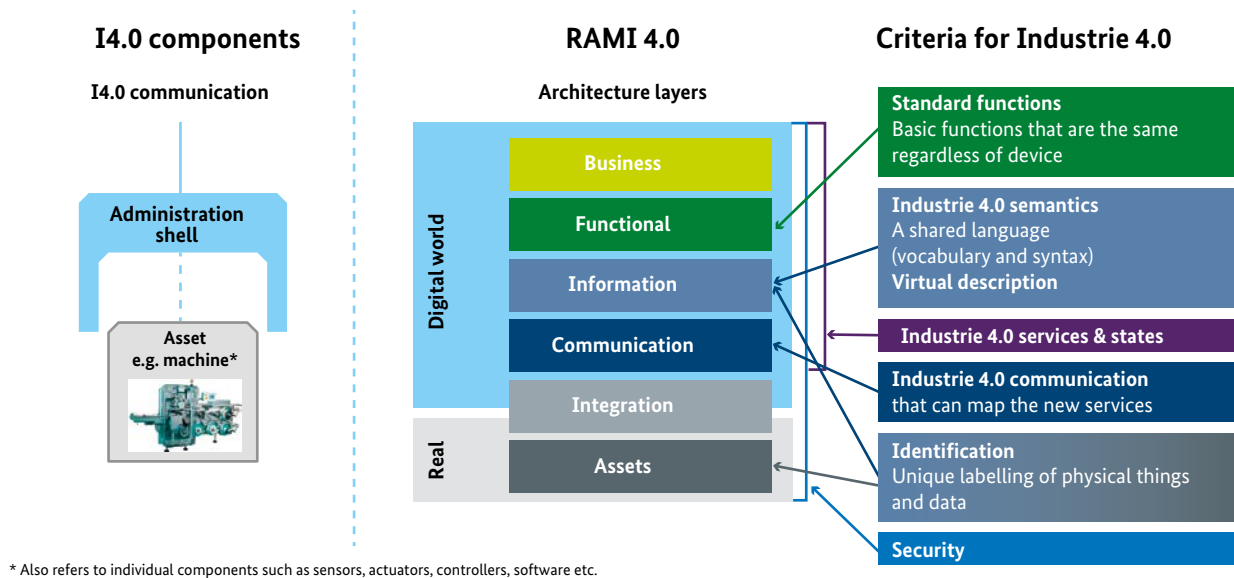 I4.0 components
I4.0 communication
Administration
shell
Asset
e.g. machine*
RAMI 4.0
Architecture layers
Digital world
Real
Business
Functional
Information
Communication
Integration
Assets
Criteria for Industrie 4.0
Standard functions
Basic functions that are the same
regardless of device
Industrie 4.0 semantics
A shared language
(vocabulary and syntax)
Virtual description
Industrie 4.0 services & states
Industrie 4.0 communication
that can map the new services
Identification
Unique labelling of physical things
and data
Security
* Also refers to individual components such as sensors, actuators, controllers, software etc.